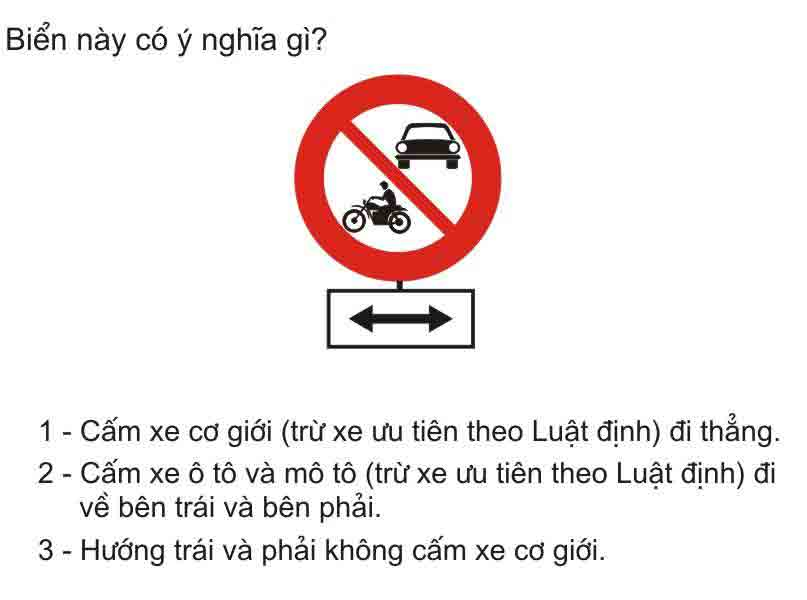 Biển này có ý nghĩa gì?
1 - Cấm xe cơ giới (trừ xe ưu tiên theo Luật định) đi thẳng.
2 - Cấm xe ô tô và mô tô (trừ xe ưu tiên theo Luật định) đi
về bên trái và bên phải.
3 - Hướng trái và phải không cấm xe cơ giới.